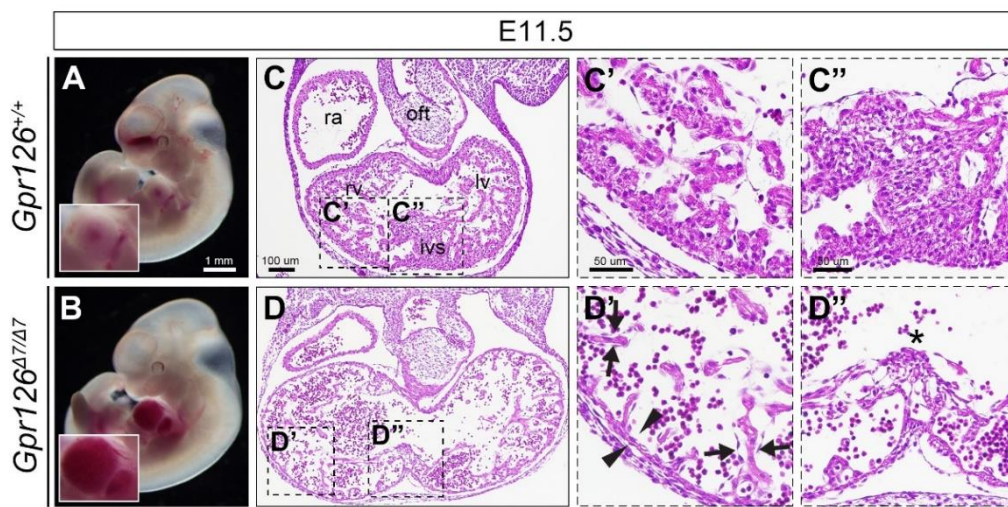 E11.5
Gpr126+/+
A
1 mm
C
ra
oft
rv
lv
C'
C''
ivs
100 um
C'
50 um
C''
50 um
Gpr126Δ7/Δ7
B
D
D'
D''
D'
D''
*